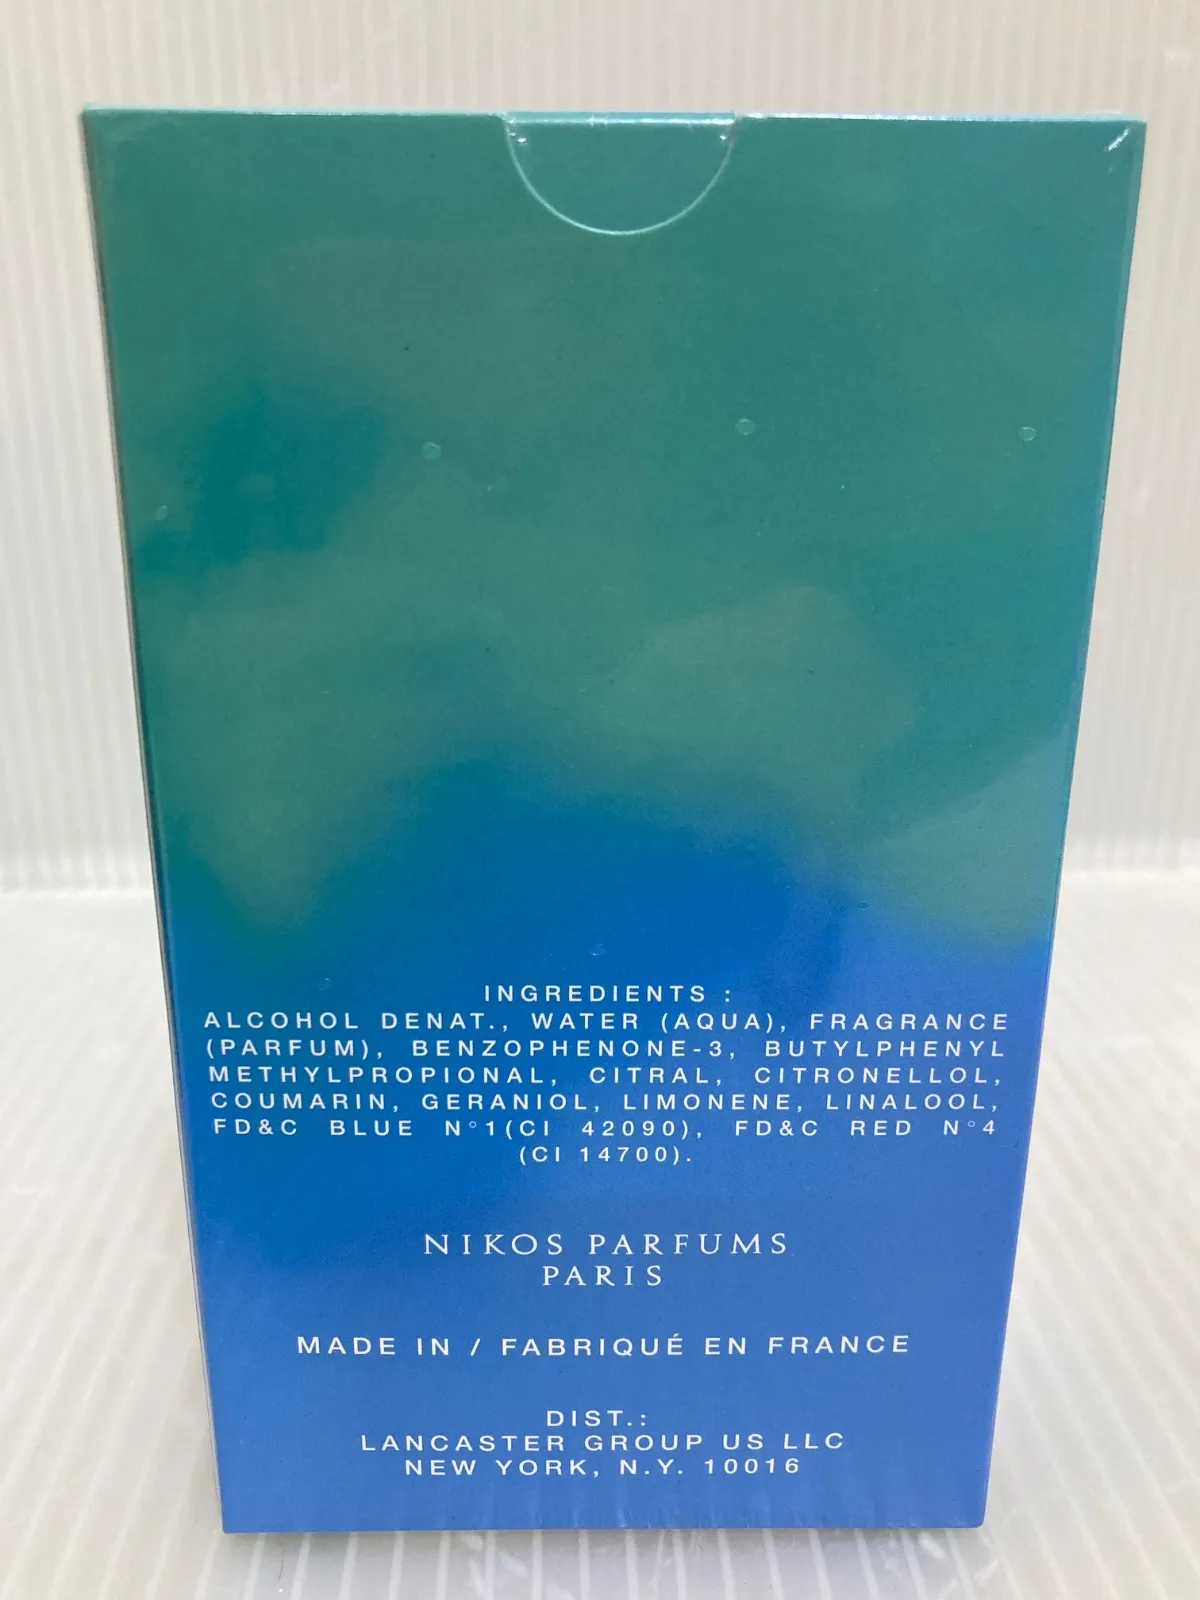 INGREDIENTS :
ALCOHOL DENAT., WATER (AQUA), FRAGRANCE
(PARFUM), BENZOPHENONE-3, BUTYLPHENYL
METHYLPROPIONAL, CITRAL, CITRONELLOL,
COUMARIN, GERANIOL, LIMONENE, LINALOOL,
FD&C BLUE N°1(CI 42090), FD&C RED N°4
(CI 14700).
NIKOS PARFUMS
PARIS
MADE IN / FABRIQUÉ EN FRANCE
DIST.:
LANCASTER GROUP US LLC
NEW YORK, N.Y. 10016